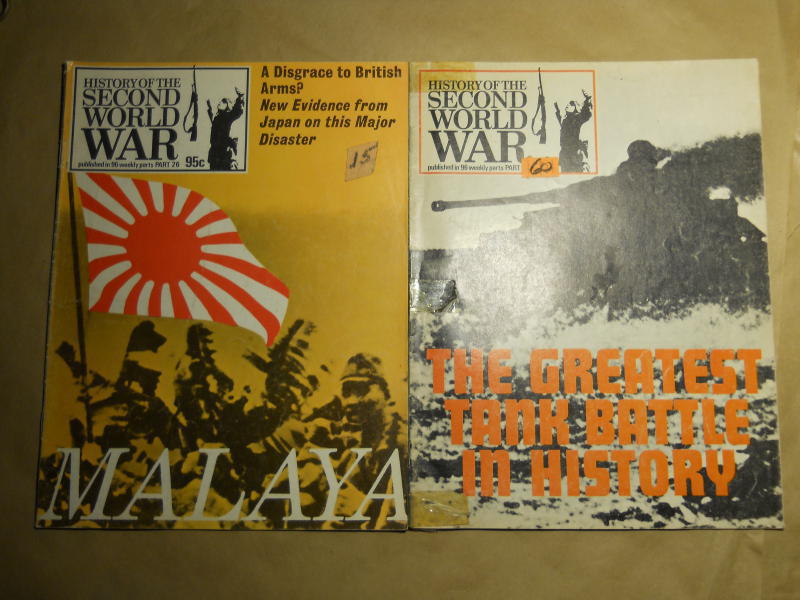 HISTORY OF THE
SECOND
WORLD
WAR
published in 96 weekly parts PART 26 95c
A Disgrace to British
Arms?
New Evidence from
Japan on this Major
Disaster
MALAYA
HISTORY OF THE
SECOND
WORLD
WAR
published in 96 weekly parts PART
60
THE GREATEST
TANK BATTLE
IN HISTORY